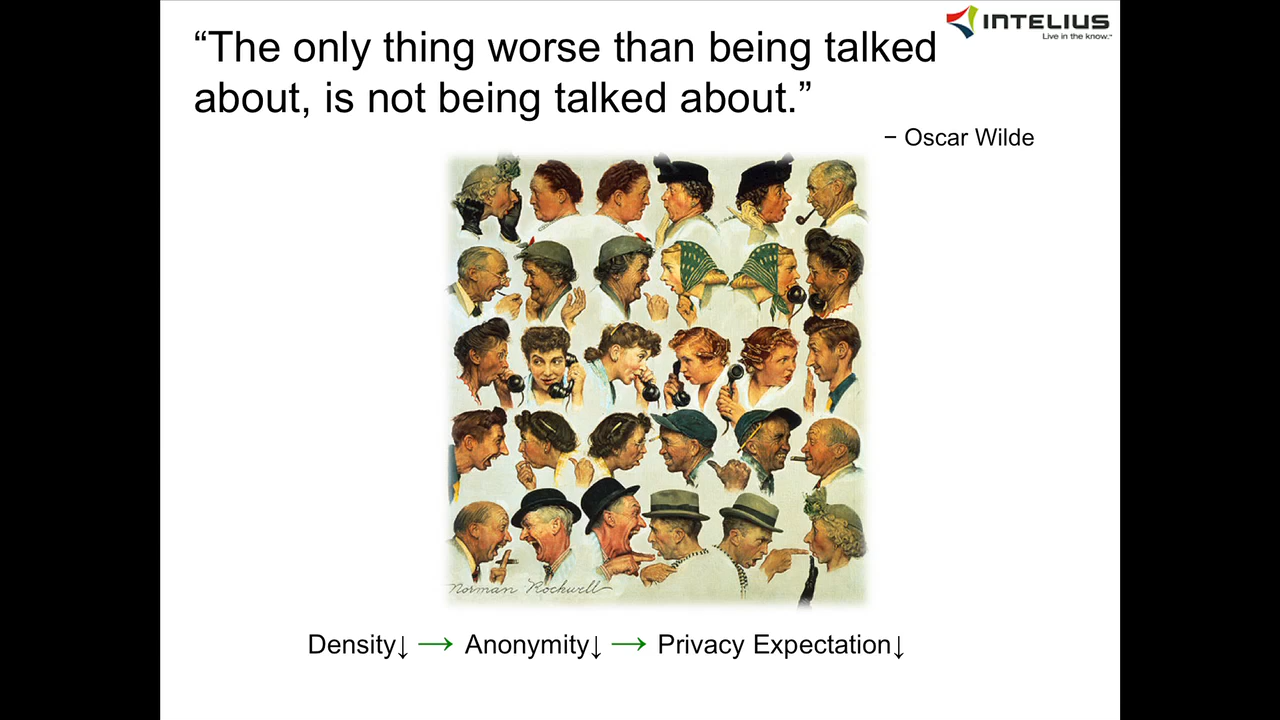 INTELIUS
Live in the know.™
“The only thing worse than being talked
about, is not being talked about.”
− Oscar Wilde
Norman Rockwell
Density↓ → Anonymity↓ → Privacy Expectation↓